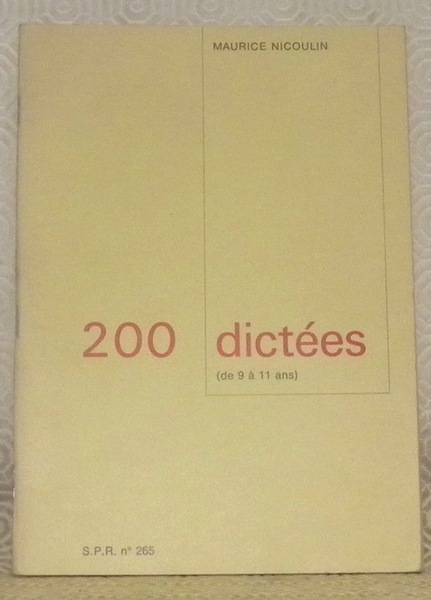 MAURICE NICOULIN
200 dictées
(de 9 à 11 ans)
S.P.R. n° 265